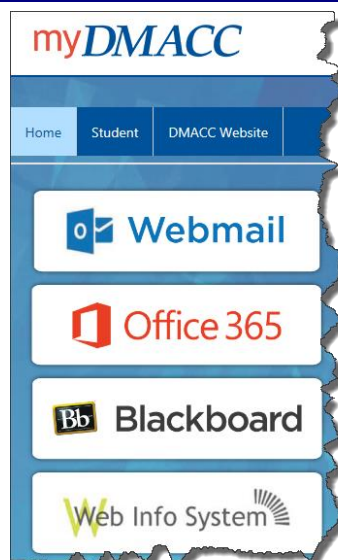 myDMACC
Home Student DMACC Website
Webmail
Office 365
Bb Blackboard
Web Info System